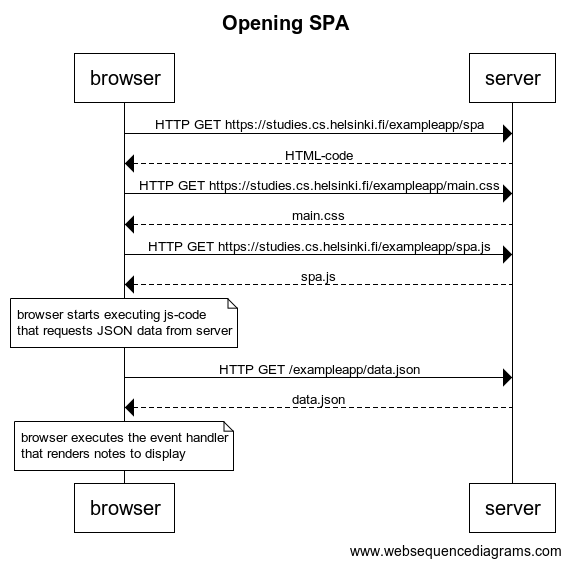 Opening SPA
browser
server
HTTP GET https://studies.cs.helsinki.fi/exampleapp/spa
HTML-code
HTTP GET https://studies.cs.helsinki.fi/exampleapp/main.css
main.css
HTTP GET https://studies.cs.helsinki.fi/exampleapp/spa.js
spa.js
browser starts executing js-code
that requests JSON data from server
HTTP GET /exampleapp/data.json
data.json
browser executes the event handler
that renders notes to display
browser
server
www.websequencediagrams.com